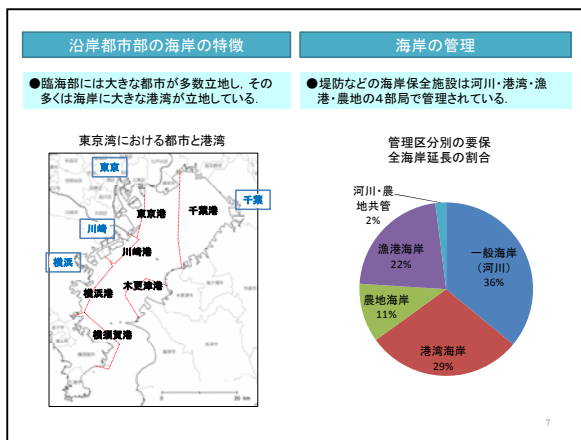 沿岸都市部の海岸の特徴
●臨海部には大きな都市が多数立地し、その
多くは海岸に大きな港湾が立地している.
東京湾における都市と港湾
東京
千葉
川崎
横浜
東京港
千葉港
川崎港
横浜港
木更津港
横須賀港
20 km
海岸の管理
●堤防などの海岸保全施設は河川・港湾・漁
港・農地の4部局で管理されている.
管理区分別の要保
全海岸延長の割合
河川・農
地共管
2%
漁港海岸
22%
一般海岸
(河川)
36%
農地海岸
11%
港湾海岸
29%
7